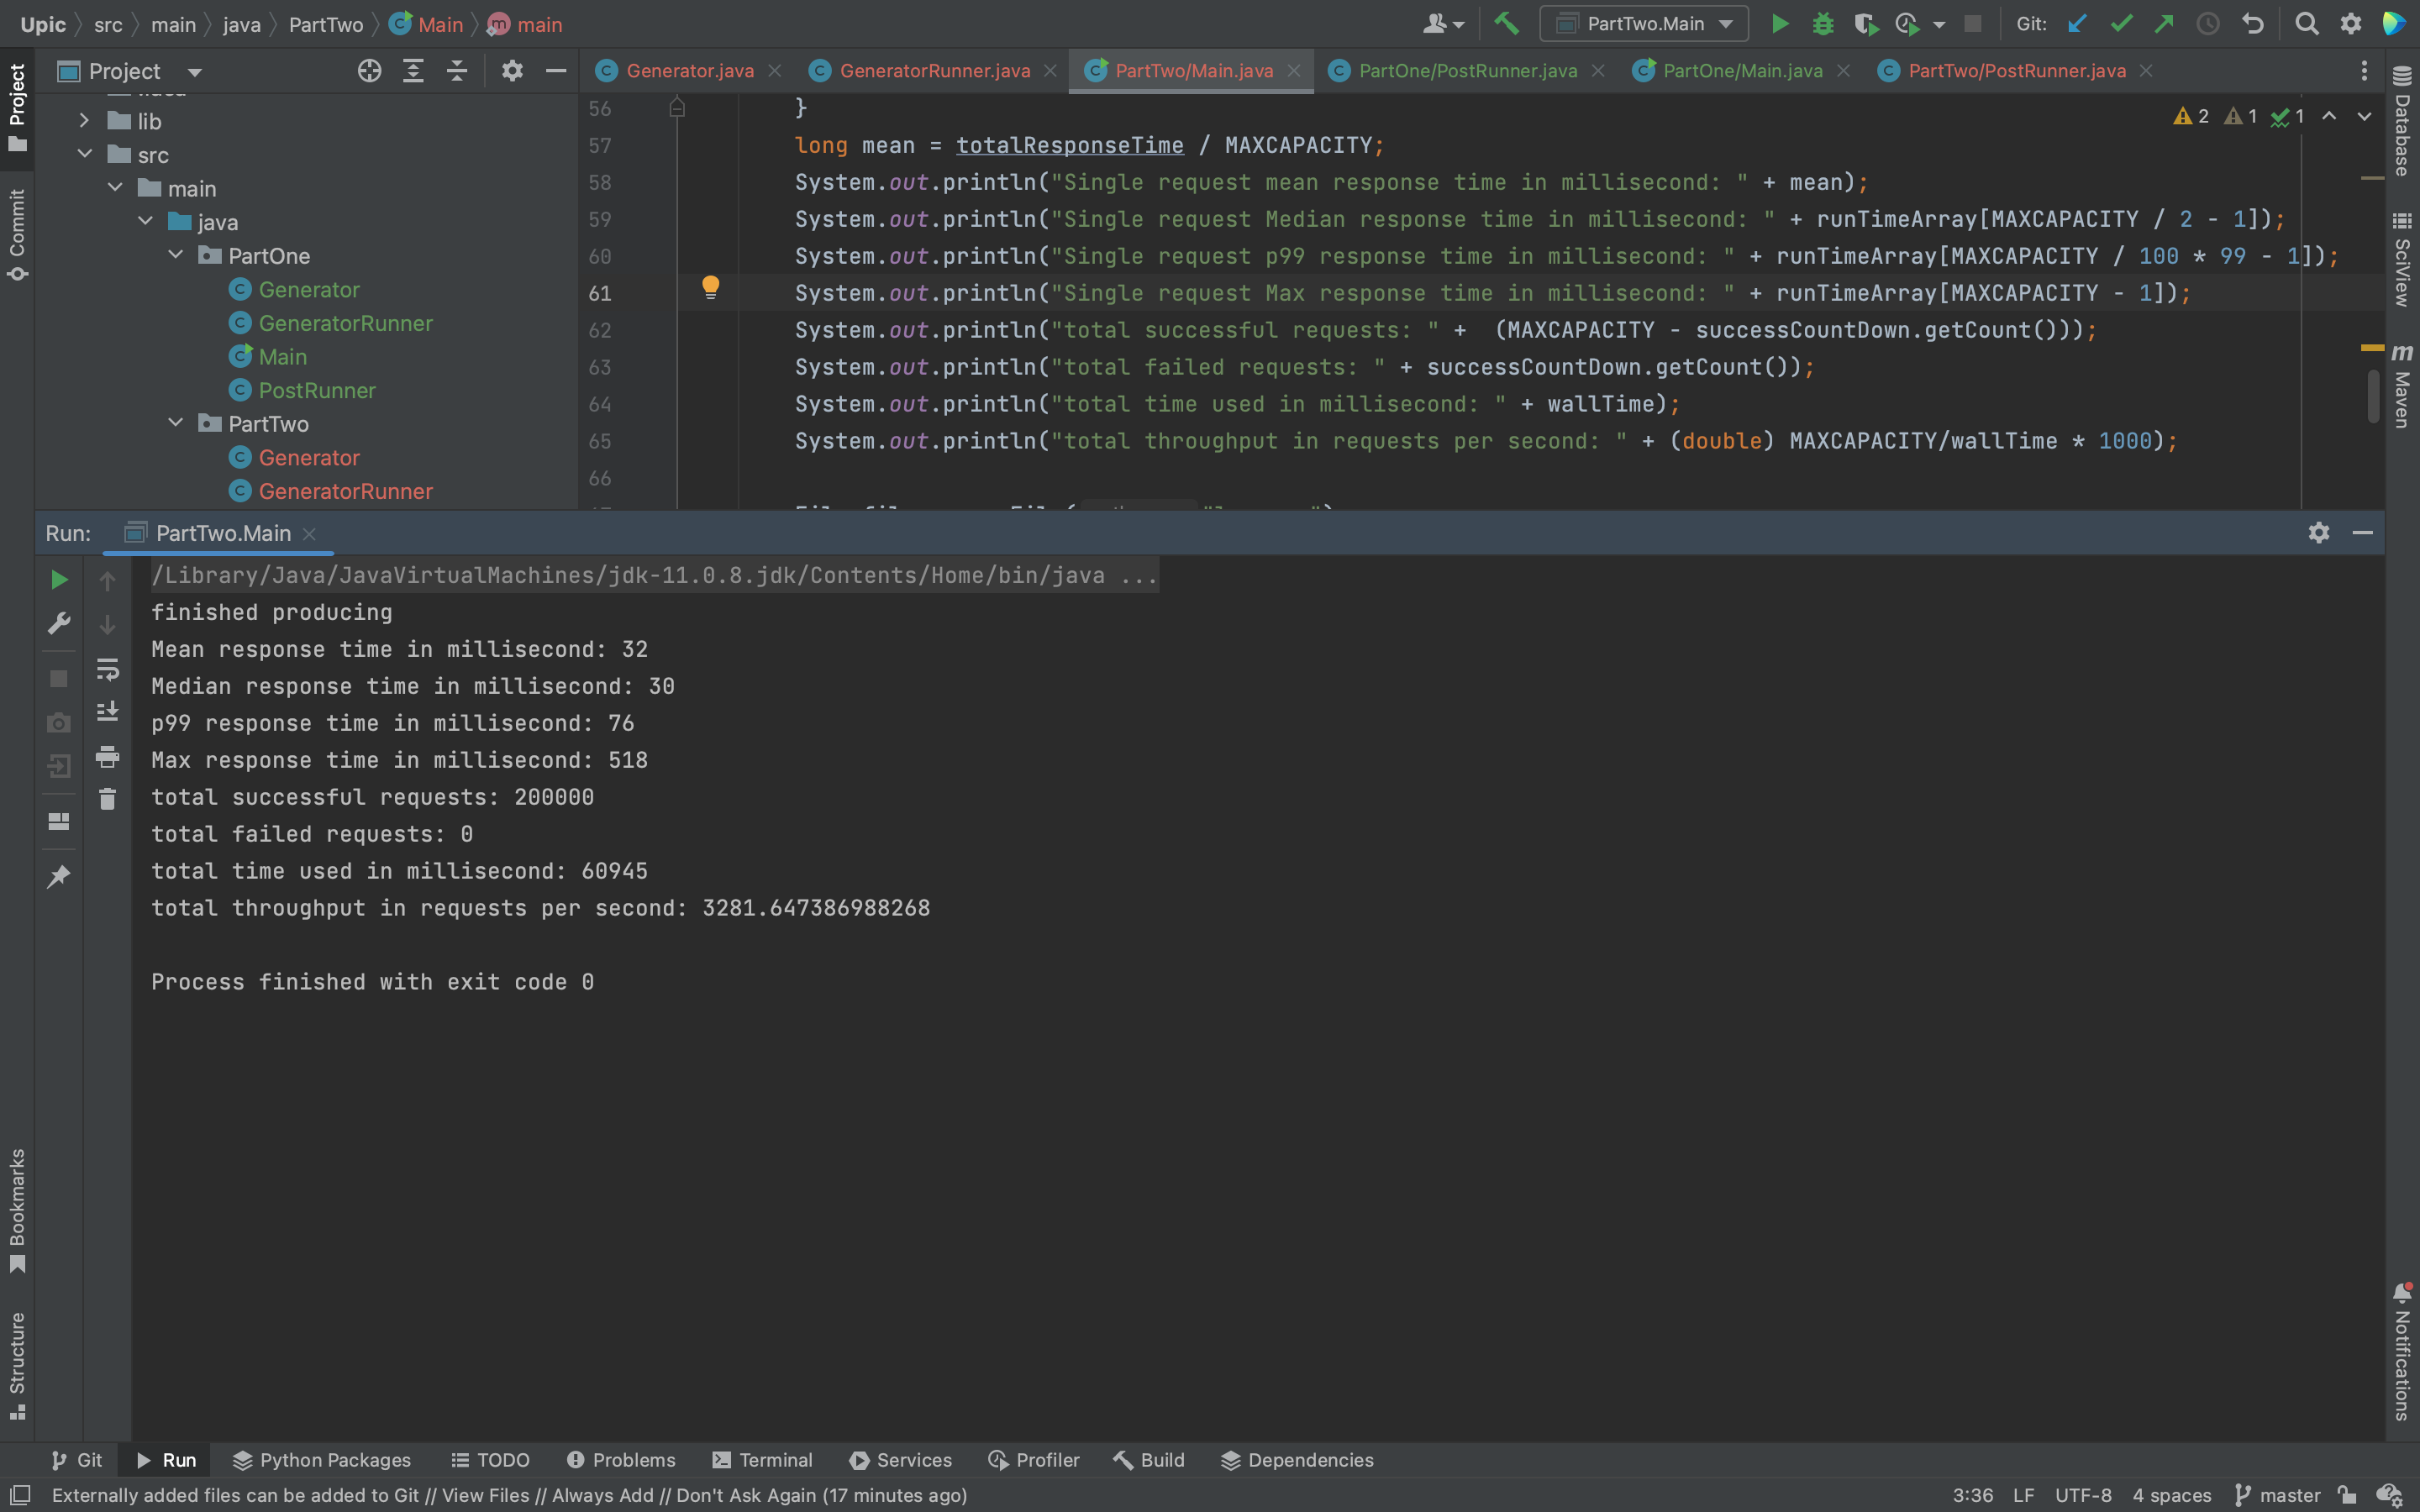 Upic src main java PartTwo Main main
PartTwo.Main Git:
Project
Generator.java GeneratorRunner.java PartTwo/Main.java PartOne/PostRunner.java PartOne/Main.java PartTwo/PostRunner.java
Project
Commit
Bookmarks
Structure
lib
src
main
java
PartOne
Generator
GeneratorRunner
Main
PostRunner
PartTwo
Generator
GeneratorRunner
2 1 1
56 }
57 long mean = totalResponseTime / MAXCAPACITY;
58 System.out.println("Single request mean response time in millisecond: " + mean);
59 System.out.println("Single request Median response time in millisecond: " + runTimeArray[MAXCAPACITY / 2 - 1]);
60 System.out.println("Single request p99 response time in millisecond: " + runTimeArray[MAXCAPACITY / 100 * 99 - 1]);
61 System.out.println("Single request Max response time in millisecond: " + runTimeArray[MAXCAPACITY - 1]);
62 System.out.println("total successful requests: " +  (MAXCAPACITY - successCountDown.getCount()));
63 System.out.println("total failed requests: " + successCountDown.getCount());
64 System.out.println("total time used in millisecond: " + wallTime);
65 System.out.println("total throughput in requests per second: " + (double) MAXCAPACITY/wallTime * 1000);
66
Database
SciView
m Maven
Notifications
Run: PartTwo.Main
/Library/Java/JavaVirtualMachines/jdk-11.0.8.jdk/Contents/Home/bin/java ...
finished producing
Mean response time in millisecond: 32
Median response time in millisecond: 30
p99 response time in millisecond: 76
Max response time in millisecond: 518
total successful requests: 200000
total failed requests: 0
total time used in millisecond: 60945
total throughput in requests per second: 3281.647386988268
Process finished with exit code 0
Git Run Python Packages TODO Problems Terminal Services Profiler Build Dependencies
Externally added files can be added to Git // View Files // Always Add // Don't Ask Again (17 minutes ago) 3:36 LF UTF-8 4 spaces master